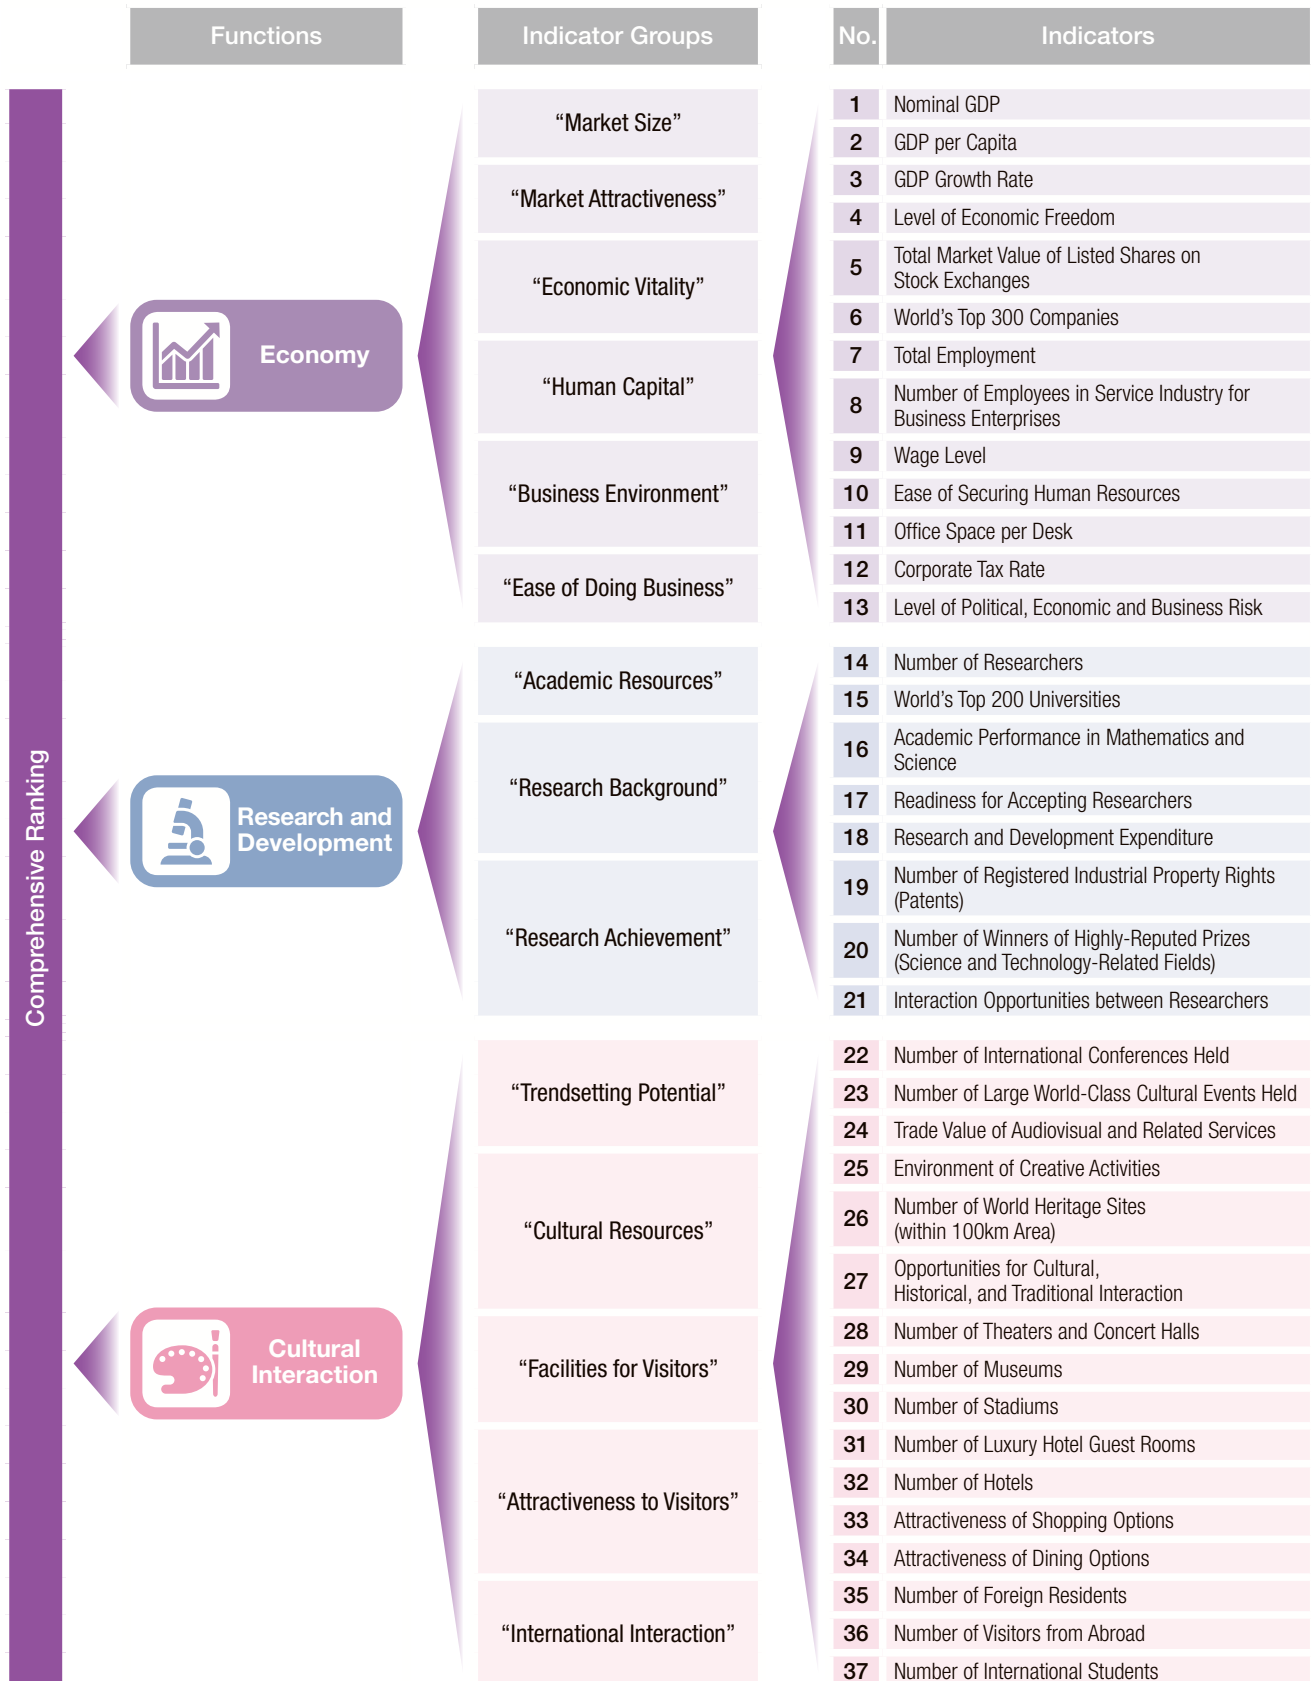 Functions
Indicator Groups
No.
Indicators
Comprehensive Ranking
Economy
“Market Size”
“Market Attractiveness”
“Economic Vitality”
“Human Capital”
“Business Environment”
“Ease of Doing Business”
1 Nominal GDP
2 GDP per Capita
3 GDP Growth Rate
4 Level of Economic Freedom
5 Total Market Value of Listed Shares on
Stock Exchanges
6 World’s Top 300 Companies
7 Total Employment
8 Number of Employees in Service Industry for
Business Enterprises
9 Wage Level
10 Ease of Securing Human Resources
11 Office Space per Desk
12 Corporate Tax Rate
13 Level of Political, Economic and Business Risk
Research and
Development
“Academic Resources”
“Research Background”
“Research Achievement”
14 Number of Researchers
15 World’s Top 200 Universities
16 Academic Performance in Mathematics and
Science
17 Readiness for Accepting Researchers
18 Research and Development Expenditure
19 Number of Registered Industrial Property Rights
(Patents)
20 Number of Winners of Highly-Reputed Prizes
(Science and Technology-Related Fields)
21 Interaction Opportunities between Researchers
Cultural
Interaction
“Trendsetting Potential”
“Cultural Resources”
“Facilities for Visitors”
“Attractiveness to Visitors”
“International Interaction”
22 Number of International Conferences Held
23 Number of Large World-Class Cultural Events Held
24 Trade Value of Audiovisual and Related Services
25 Environment of Creative Activities
26 Number of World Heritage Sites
(within 100km Area)
27 Opportunities for Cultural,
Historical, and Traditional Interaction
28 Number of Theaters and Concert Halls
29 Number of Museums
30 Number of Stadiums
31 Number of Luxury Hotel Guest Rooms
32 Number of Hotels
33 Attractiveness of Shopping Options
34 Attractiveness of Dining Options
35 Number of Foreign Residents
36 Number of Visitors from Abroad
37 Number of International Students